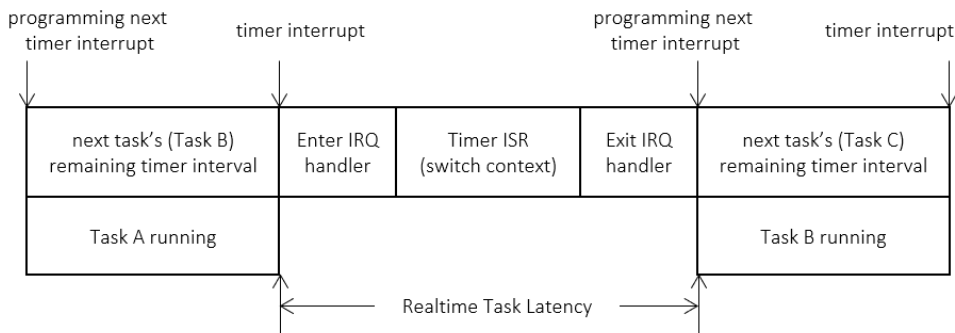 programming next
timer interrupt
timer interrupt
programming next
timer interrupt
timer interrupt
next task's (Task B)
remaining timer interval
Enter IRQ
handler
Timer ISR
(switch context)
Exit IRQ
handler
next task's (Task C)
remaining timer interval
Task A running
Task B running
Realtime Task Latency